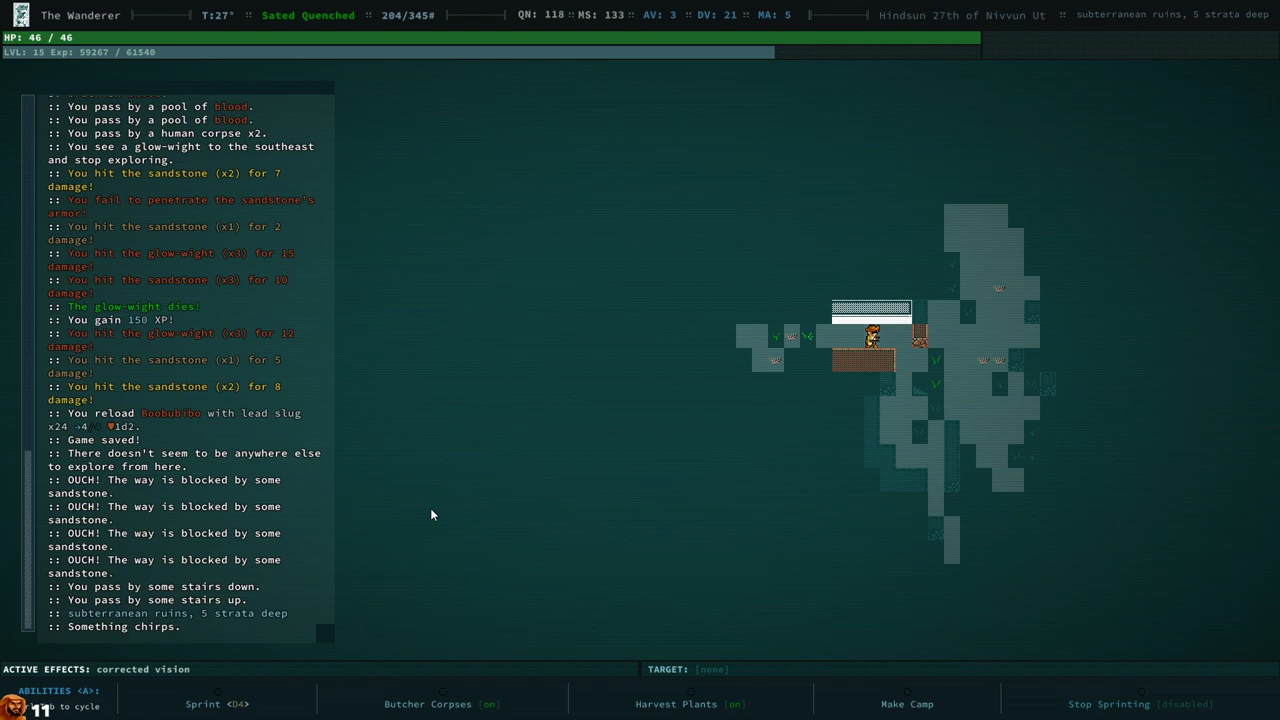 The Wanderer T:27° :: Sated Quenched :: 204/345# QN: 118 :: MS: 133 :: AV: 3 :: DV: 21 :: MA: 5 Hindsun 27th of Nivvun Ut :: subterranean ruins, 5 strata deep
HP: 46 / 46
LVL: 15 Exp: 59267 / 61540
:: You pass by a pool of blood.
:: You pass by a pool of blood.
:: You pass by a human corpse x2.
:: You see a glow-wight to the southeast
and stop exploring.
:: You hit the sandstone (x2) for 7
damage!
:: You fail to penetrate the sandstone's
armor!
:: You hit the sandstone (x1) for 2
damage!
:: You hit the glow-wight (x3) for 15
damage!
:: You hit the sandstone (x3) for 10
damage!
:: The glow-wight dies!
:: You gain 150 XP!
:: You hit the glow-wight (x3) for 12
damage!
:: You hit the sandstone (x1) for 5
damage!
:: You hit the sandstone (x2) for 8
damage!
:: You reload Boobubibo with lead slug
x24 →4 ♥1d2.
:: Game saved!
:: There doesn't seem to be anywhere else
to explore from here.
:: OUCH! The way is blocked by some
sandstone.
:: OUCH! The way is blocked by some
sandstone.
:: OUCH! The way is blocked by some
sandstone.
:: OUCH! The way is blocked by some
sandstone.
:: You pass by some stairs down.
:: You pass by some stairs up.
:: subterranean ruins, 5 strata deep
:: Something chirps.
ACTIVE EFFECTS: corrected vision TARGET: [none]
ABILITIES <A>:
to cycle
11
Sprint <D4> Butcher Corpses [on] Harvest Plants [on] Make Camp Stop Sprinting [disabled]